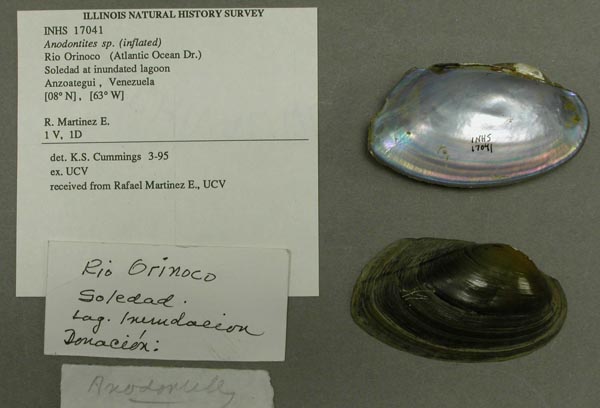 ILLINOIS NATURAL HISTORY SURVEY
INHS 17041
Anodontites sp. (inflated)
Rio Orinoco (Atlantic Ocean Dr.)
Soledad at inundated lagoon
Anzoategui , Venezuela
[08° N] , [63° W]
R. Martinez E.
1 V, 1D
det. K.S. Cummings 3-95
ex. UCV
received from Rafael Martinez E., UCV
Rio Orinoco
Soledad.
Lag. Inundacion
Donación:
INHS
17041